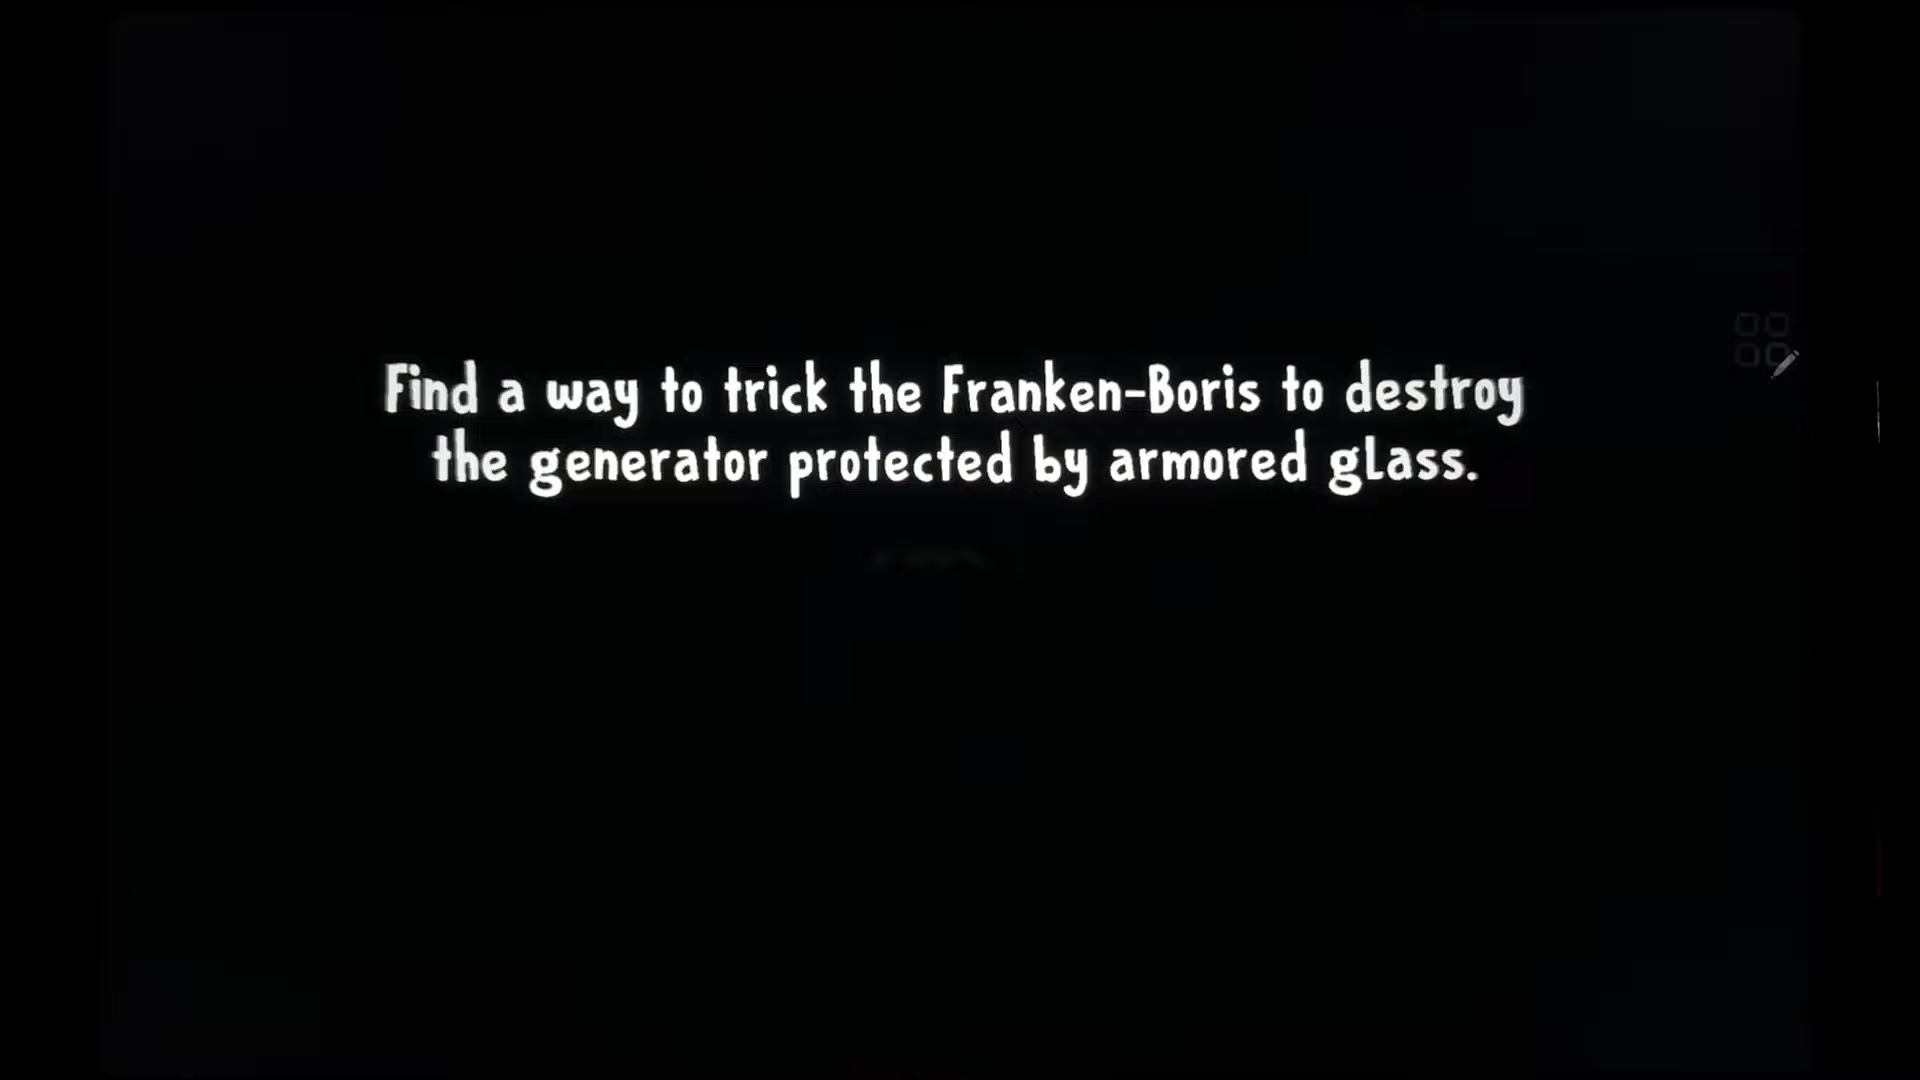 Find a way to trick the Franken-Boris to destroy
the generator protected by armored glass.